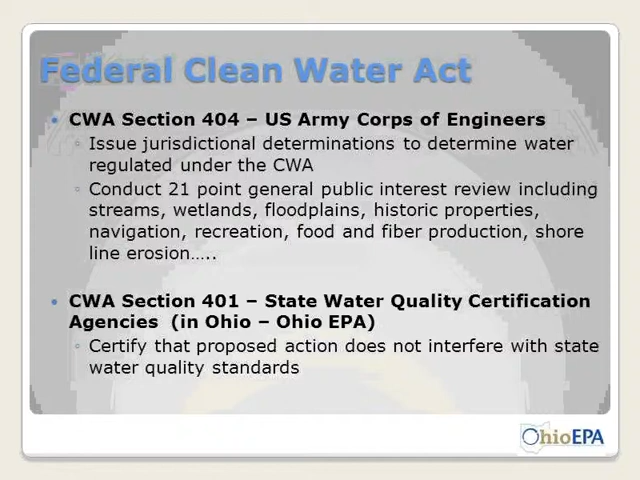 Federal Clean Water Act
• CWA Section 404 – US Army Corps of Engineers
◦ Issue jurisdictional determinations to determine water
regulated under the CWA
◦ Conduct 21 point general public interest review including
streams, wetlands, floodplains, historic properties,
navigation, recreation, food and fiber production, shore
line erosion…..
• CWA Section 401 – State Water Quality Certification
Agencies (in Ohio – Ohio EPA)
◦ Certify that proposed action does not interfere with state
water quality standards
OhioEPA